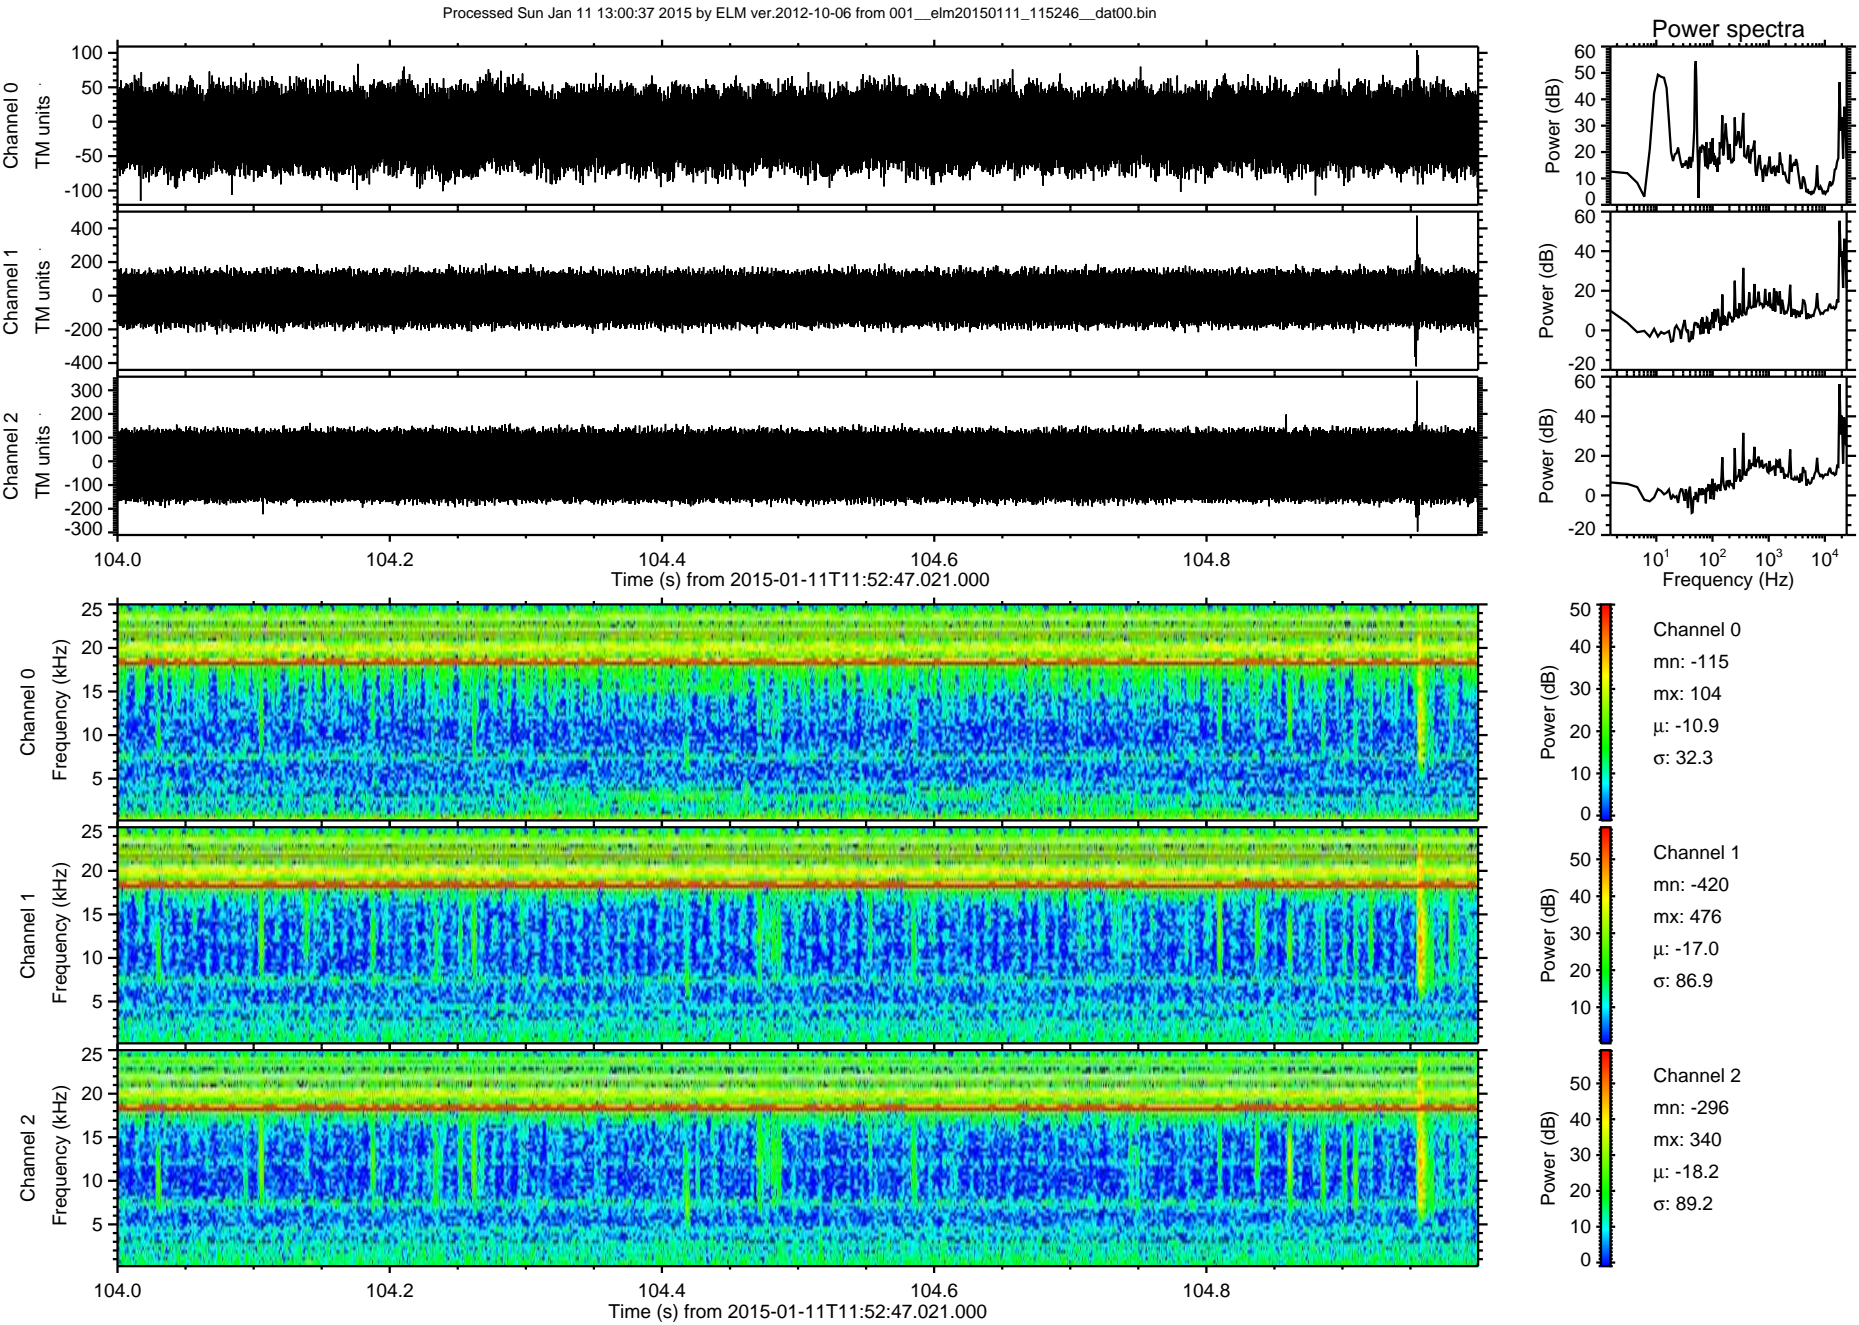 Processed Sun Jan 11 13:00:37 2015 by ELM ver.2012-10-06 from 001__elm20150111_115246__dat00.bin
Power spectra
Channel 0
TM units
100
50
0
-50
-100
Power (dB)
60
50
40
30
20
10
0
Channel 1
TM units
400
200
0
-200
-400
Power (dB)
60
40
20
0
-20
Channel 2
TM units
300
200
100
0
-100
-200
-300
Power (dB)
60
40
20
0
-20
104.0 104.2 104.4 104.6 104.8
Time (s) from 2015-01-11T11:52:47.021.000
10¹ 10² 10³ 10⁴
Frequency (Hz)
Channel 0
Frequency (kHz)
25
20
15
10
5
Power (dB)
50
40
30
20
10
0
Channel 0
mn: -115
mx: 104
μ: -10.9
σ: 32.3
Channel 1
Frequency (kHz)
25
20
15
10
5
Power (dB)
50
40
30
20
10
Channel 1
mn: -420
mx: 476
μ: -17.0
σ: 86.9
Channel 2
Frequency (kHz)
25
20
15
10
5
Power (dB)
50
40
30
20
10
0
Channel 2
mn: -296
mx: 340
μ: -18.2
σ: 89.2
104.0 104.2 104.4 104.6 104.8
Time (s) from 2015-01-11T11:52:47.021.000